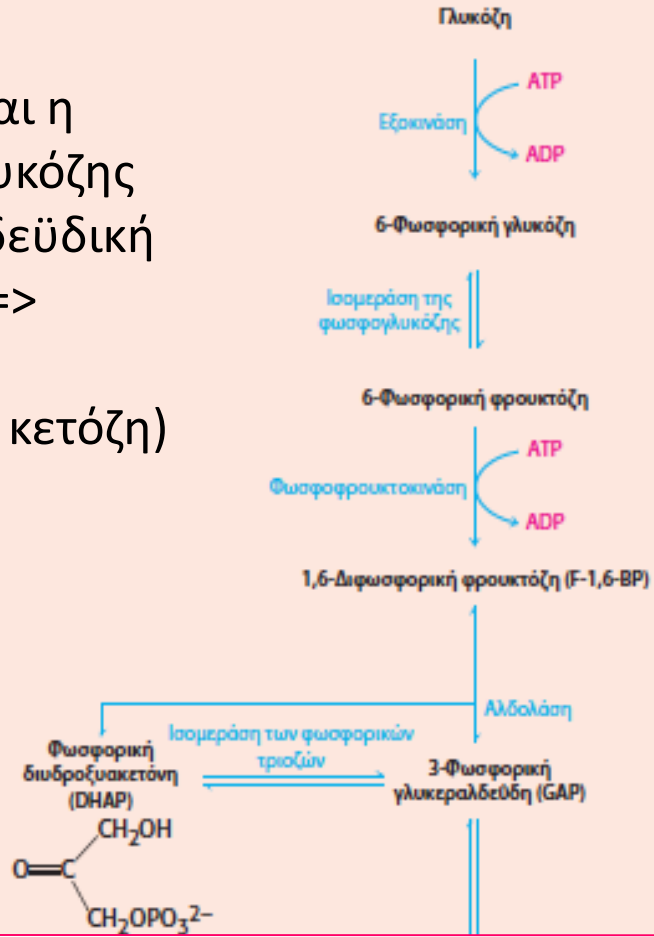 Γλυκόζη
ATP
αι η
Εξοκινάση
ADP
υκόζης
6-Φωσφορική γλυκόζη
δεϋδική
=>
Ισομεράση της
φωσφογλυκόζης
6-Φωσφορική φρουκτόζη
κετόζη)
ATP
Φωσφοφρουκτοκινάση
ADP
1,6-Διφωσφορική φρουκτόζη (F-1,6-BP)
Αλδολάση
Ισομεράση των φωσφορικών
τριοζών
Φωσφορική
διυδροξυακετόνη
(DHAP)
3-Φωσφορική
γλυκεραλδεΰδη (GAP)
CH₂OH
O=C
CH₂OPO₃²⁻